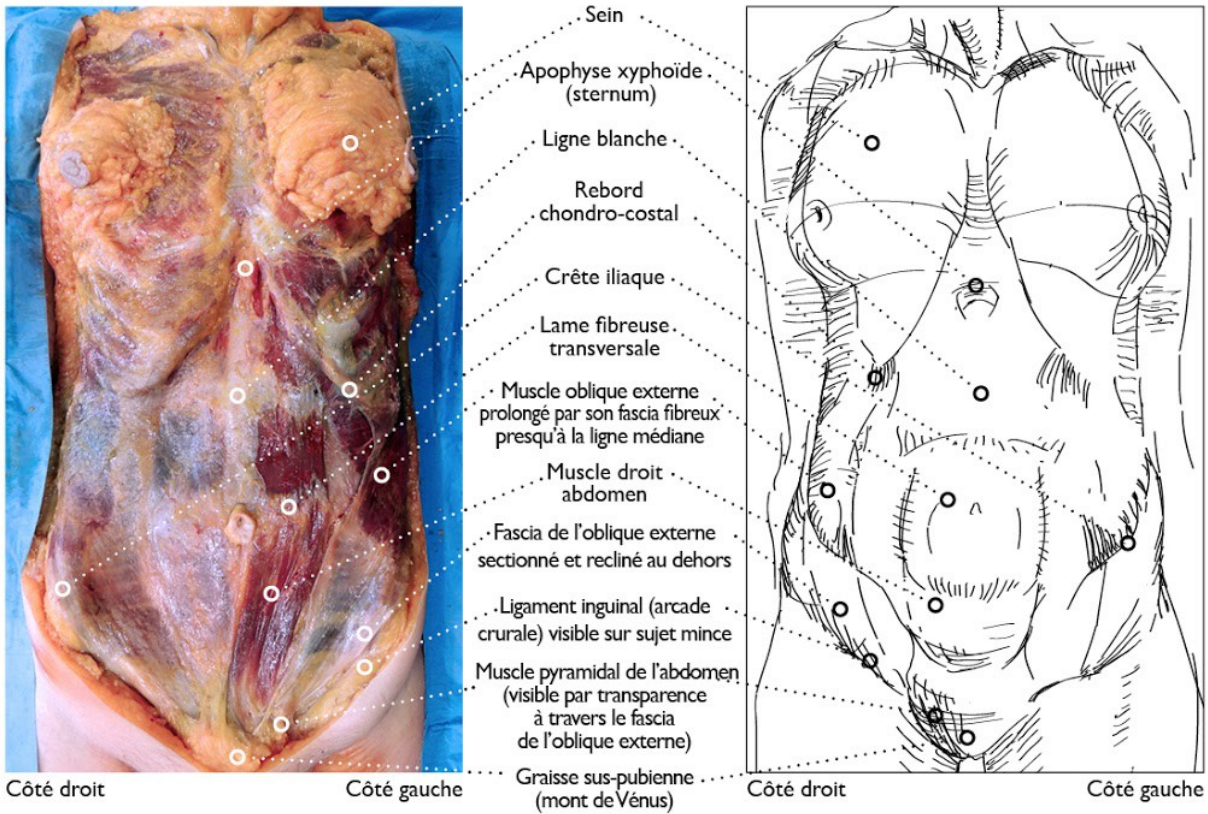 Sein
Apophyse xyphoïde
(sternum)
Ligne blanche
Rebord
chondro-costal
Crête iliaque
Lame fibreuse
transversale
Muscle oblique externe
prolongé par son fascia fibreux
presqu'à la ligne médiane
Muscle droit
abdomen
Fascia de l'oblique externe
sectionné et recliné au dehors
Ligament inguinal (arcade
crurale) visible sur sujet mince
Muscle pyramidal de l'abdomen
(visible par transparence
à travers le fascia
de l'oblique externe)
Graisse sus-pubienne
(mont de Vénus)
Côté droit
Côté gauche
Côté droit
Côté gauche